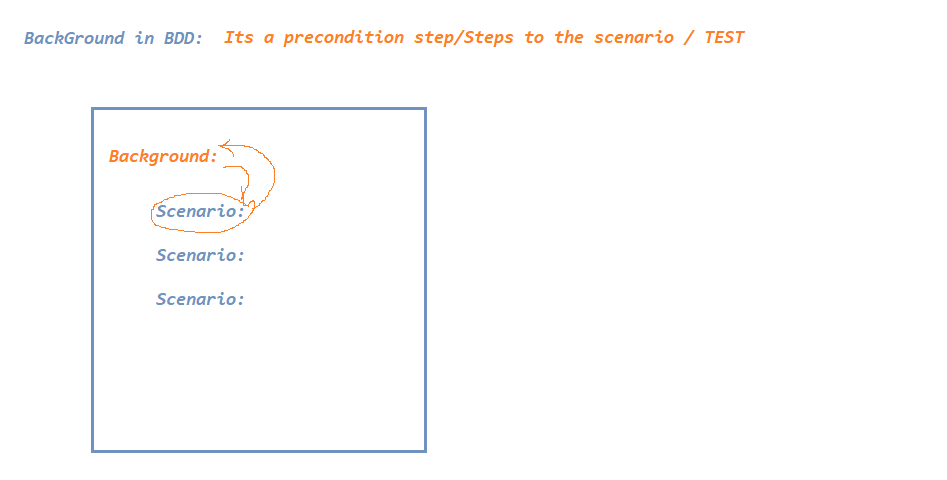 BackGround in BDD: Its a precondition step/Steps to the scenario / TEST
Background:
Scenario:
Scenario:
Scenario: